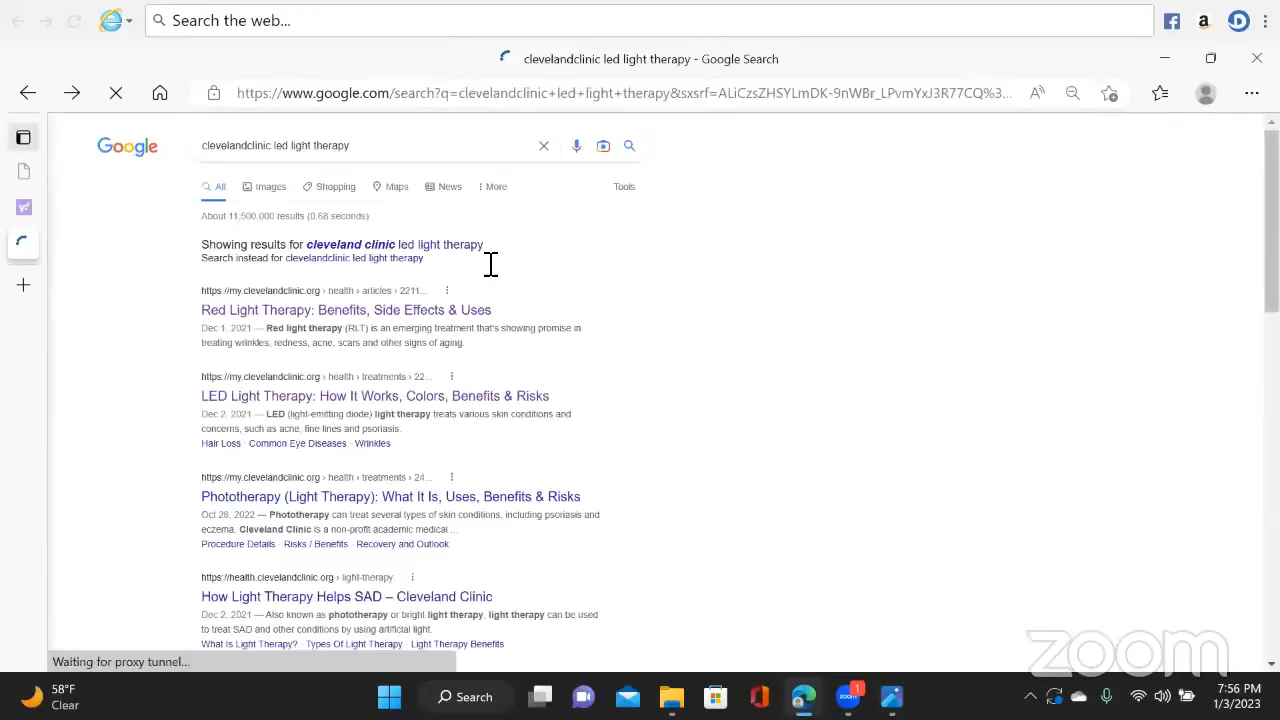 Search the web...
clevelandclinic led light therapy - Google Search
https://www.google.com/search?q=clevelandclinic+led+light+therapy&sxsrf=ALiCzsZHSYLmDK-9nWBr_LPvmYxJ3R77CQ%3...
Google
clevelandclinic led light therapy
All Images Shopping Maps News More Tools
About 11,500,000 results (0.68 seconds)
Showing results for cleveland clinic led light therapy
Search instead for clevelandclinic led light therapy
https://my.clevelandclinic.org › health › articles › 2211...
Red Light Therapy: Benefits, Side Effects & Uses
Dec 1, 2021 — Red light therapy (RLT) is an emerging treatment that's showing promise in
treating wrinkles, redness, acne, scars and other signs of aging.
https://my.clevelandclinic.org › health › treatments › 22...
LED Light Therapy: How It Works, Colors, Benefits & Risks
Dec 2, 2021 — LED (light-emitting diode) light therapy treats various skin conditions and
concerns, such as acne, fine lines and psoriasis.
Hair Loss · Common Eye Diseases · Wrinkles
https://my.clevelandclinic.org › health › treatments › 24...
Phototherapy (Light Therapy): What It Is, Uses, Benefits & Risks
Oct 28, 2022 — Phototherapy can treat several types of skin conditions, including psoriasis and
eczema. Cleveland Clinic is a non-profit academic medical ...
Procedure Details · Risks / Benefits · Recovery and Outlook
https://health.clevelandclinic.org › light-therapy
How Light Therapy Helps SAD – Cleveland Clinic
Dec 2, 2021 — Also known as phototherapy or bright light therapy, light therapy can be used
to treat SAD and other conditions by using artificial light.
What Is Light Therapy? · Types Of Light Therapy · Light Therapy Benefits
zoom
Waiting for proxy tunnel...
58°F
Clear
Search
zoom
1
7:56 PM
1/3/2023